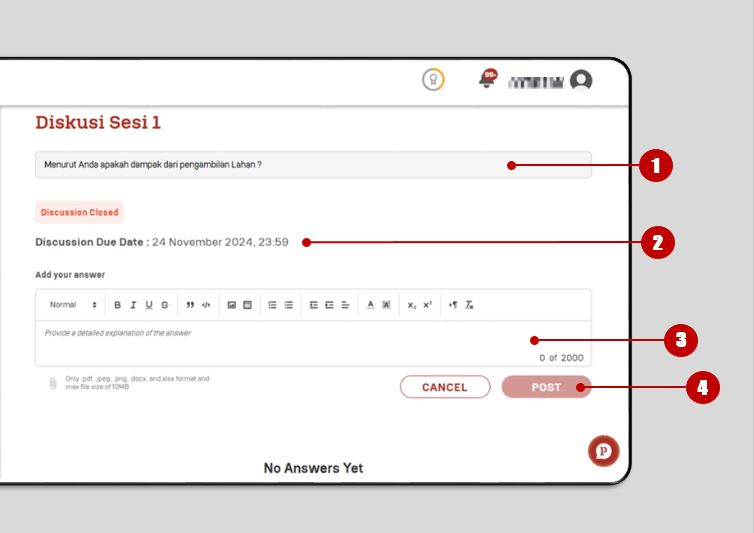 99+
Diskusi Sesi 1
Menurut Anda apakah dampak dari pengambilan Lahan ?
1
Discussion Closed
Discussion Due Date : 24 November 2024, 23:59
2
Add your answer
Normal B I U S " </> A A X₂ X² ¶ Tx
Provide a detailed explanation of the answer
3
0 of 2000
Only .pdf, .jpeg, .png, .docx, and xlsx format and
max file size of 10MB
CANCEL
POST
4
P
No Answers Yet